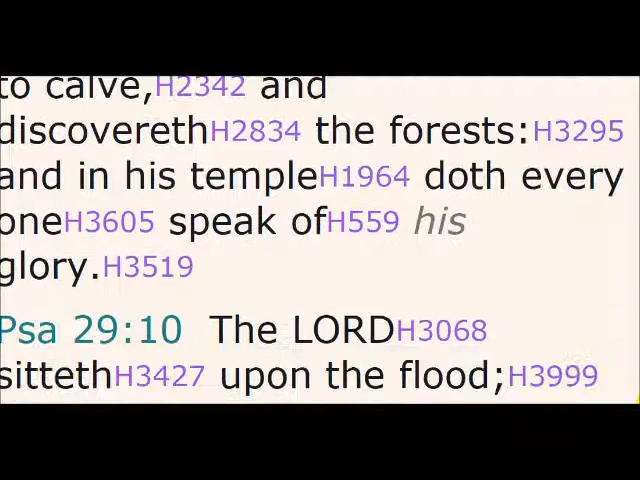 to calve,H2342 and
discoverethH2834 the forests:H3295
and in his templeH1964 doth every
oneH3605 speak ofH559 his
glory.H3519
Psa 29:10 The LORDH3068
sittethH3427 upon the flood;H3999